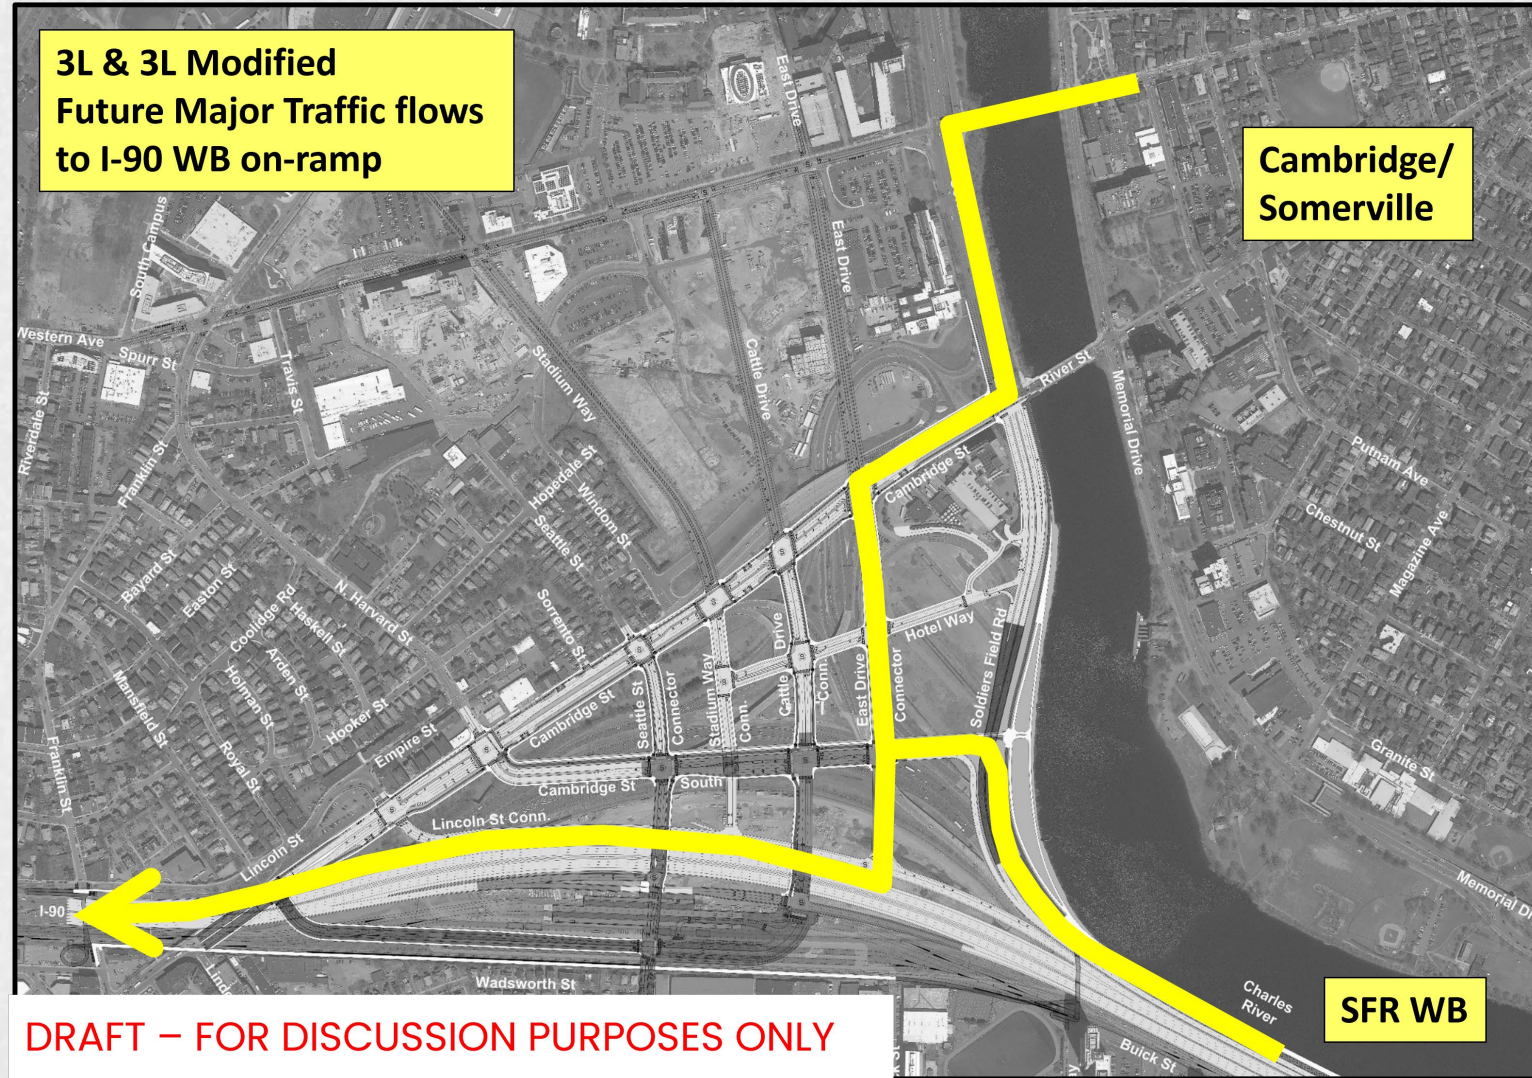 3L & 3L Modified
Future Major Traffic flows
to I-90 WB on-ramp
Cambridge/
Somerville
East Drive
South Campus
Western Ave
Spurr St
Travis St
Stadium Way
Cattle Drive
East Drive
River St
Memorial Drive
Riverdale St
Franklin St
Hopedale St
Windom St
Seattle St
Cambridge St
Putnam Ave
Chestnut St
Magazine Ave
Bayard St
Easton St
Coolidge Rd
Haskell St
N. Harvard St
Arden St
Holman St
Sorrento St
Hotel Way
Soldiers Field Rd
Mansfield St
Royal St
Hooker St
Empire St
Cambridge St
Seattle St
Connector
Stadium Way
Conn.
Cattle Drive
Conn.
East Drive
Connector
Franklin St
Cambridge St South
Granite St
Lincoln St Conn.
Lincoln St
I-90
Wadsworth St
Charles
River
Buick St
SFR WB
DRAFT – FOR DISCUSSION PURPOSES ONLY